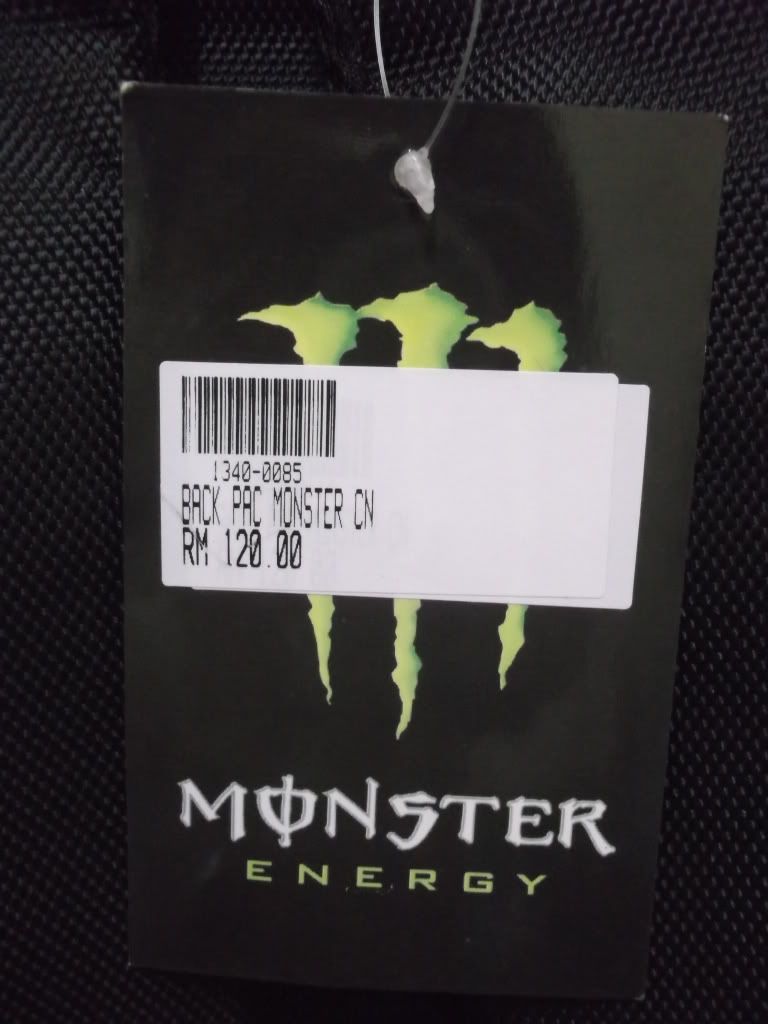 1340-0085
BACK PAC MONSTER CN
RM 120.00
MONSTER
ENERGY